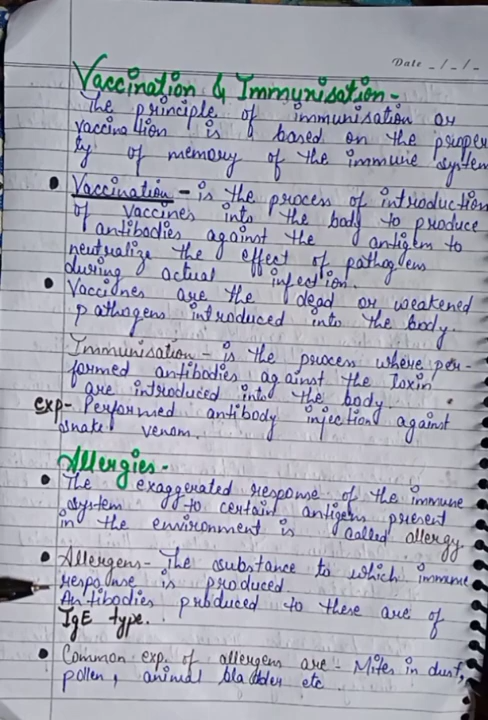 Date _/_/_
Vaccination & Immunisation -
The principle of immunisation or
vaccination is based on the proper
ty of memory of the immune system
• Vaccination - is the process of introduction
of vaccines into the body to produce
antibodies against the antigen to
neutralize the effect of pathogens
during actual infection.
• Vaccines are the dead or weakened
pathogens introduced into the body.
Immunisation - is the process where per-
formed antibodies against the toxin
are introduced into the body.
exp- Performed antibody injection against
snake venom.
Allergies -
• The exaggerated response of the immune
system to certain antigens present
in the environment is called allergy.
• Allergens - The substance to which immune
response is produced
Antibodies produced to these are of
IgE type.
• Common exp. of allergens are - Mites in dust,
pollen, animal bladder etc.